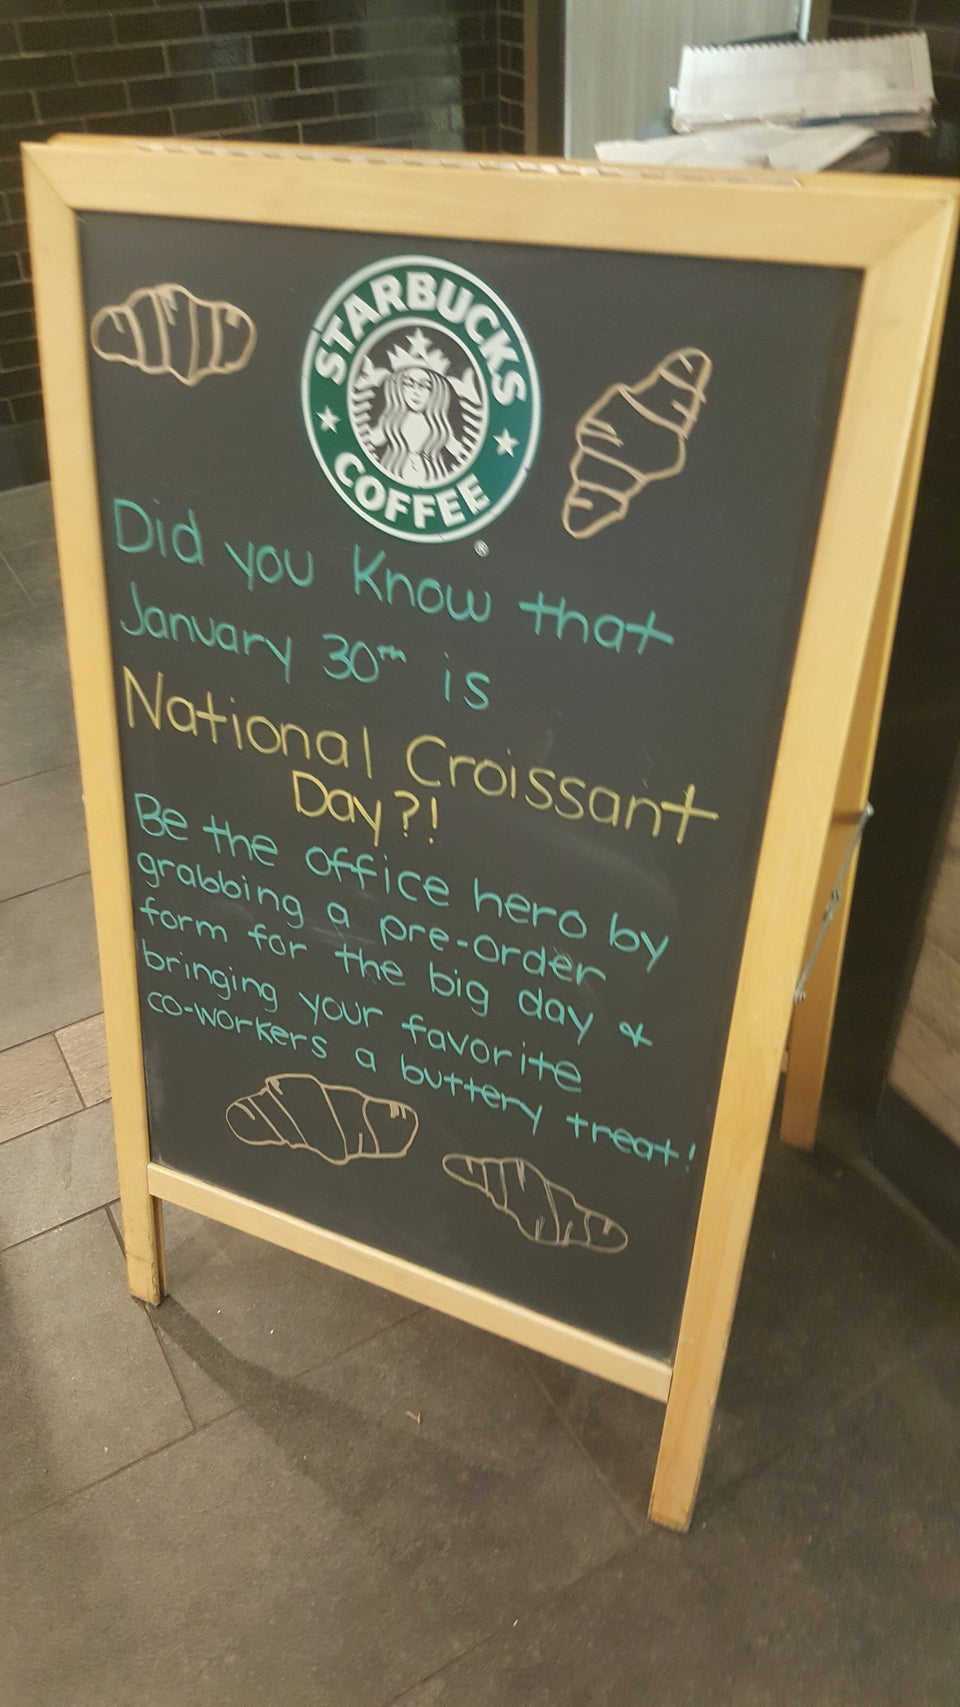 STARBUCKS
COFFEE
®
Did you know that
January 30th is
National Croissant
Day?!
Be the office hero by
grabbing a pre-order
form for the big day &
bringing your favorite
co-workers a buttery treat!